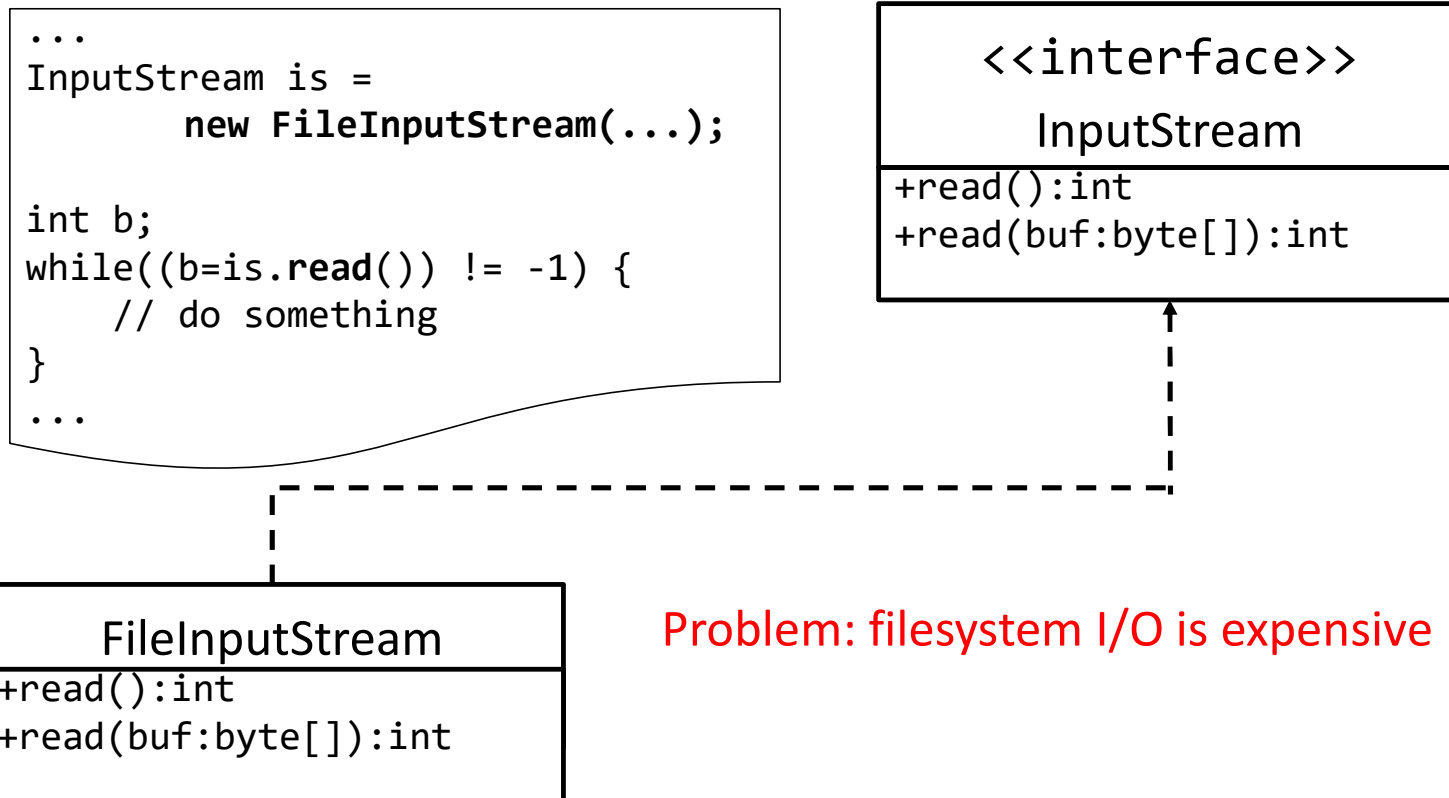 ...
InputStream is =
new FileInputStream(...);
int b;
while((b=is.read()) != -1) {
// do something
}
...
<<interface>>
InputStream
+read():int
+read(buf:byte[]):int
FileInputStream
+read():int
+read(buf:byte[]):int
Problem: filesystem I/O is expensive